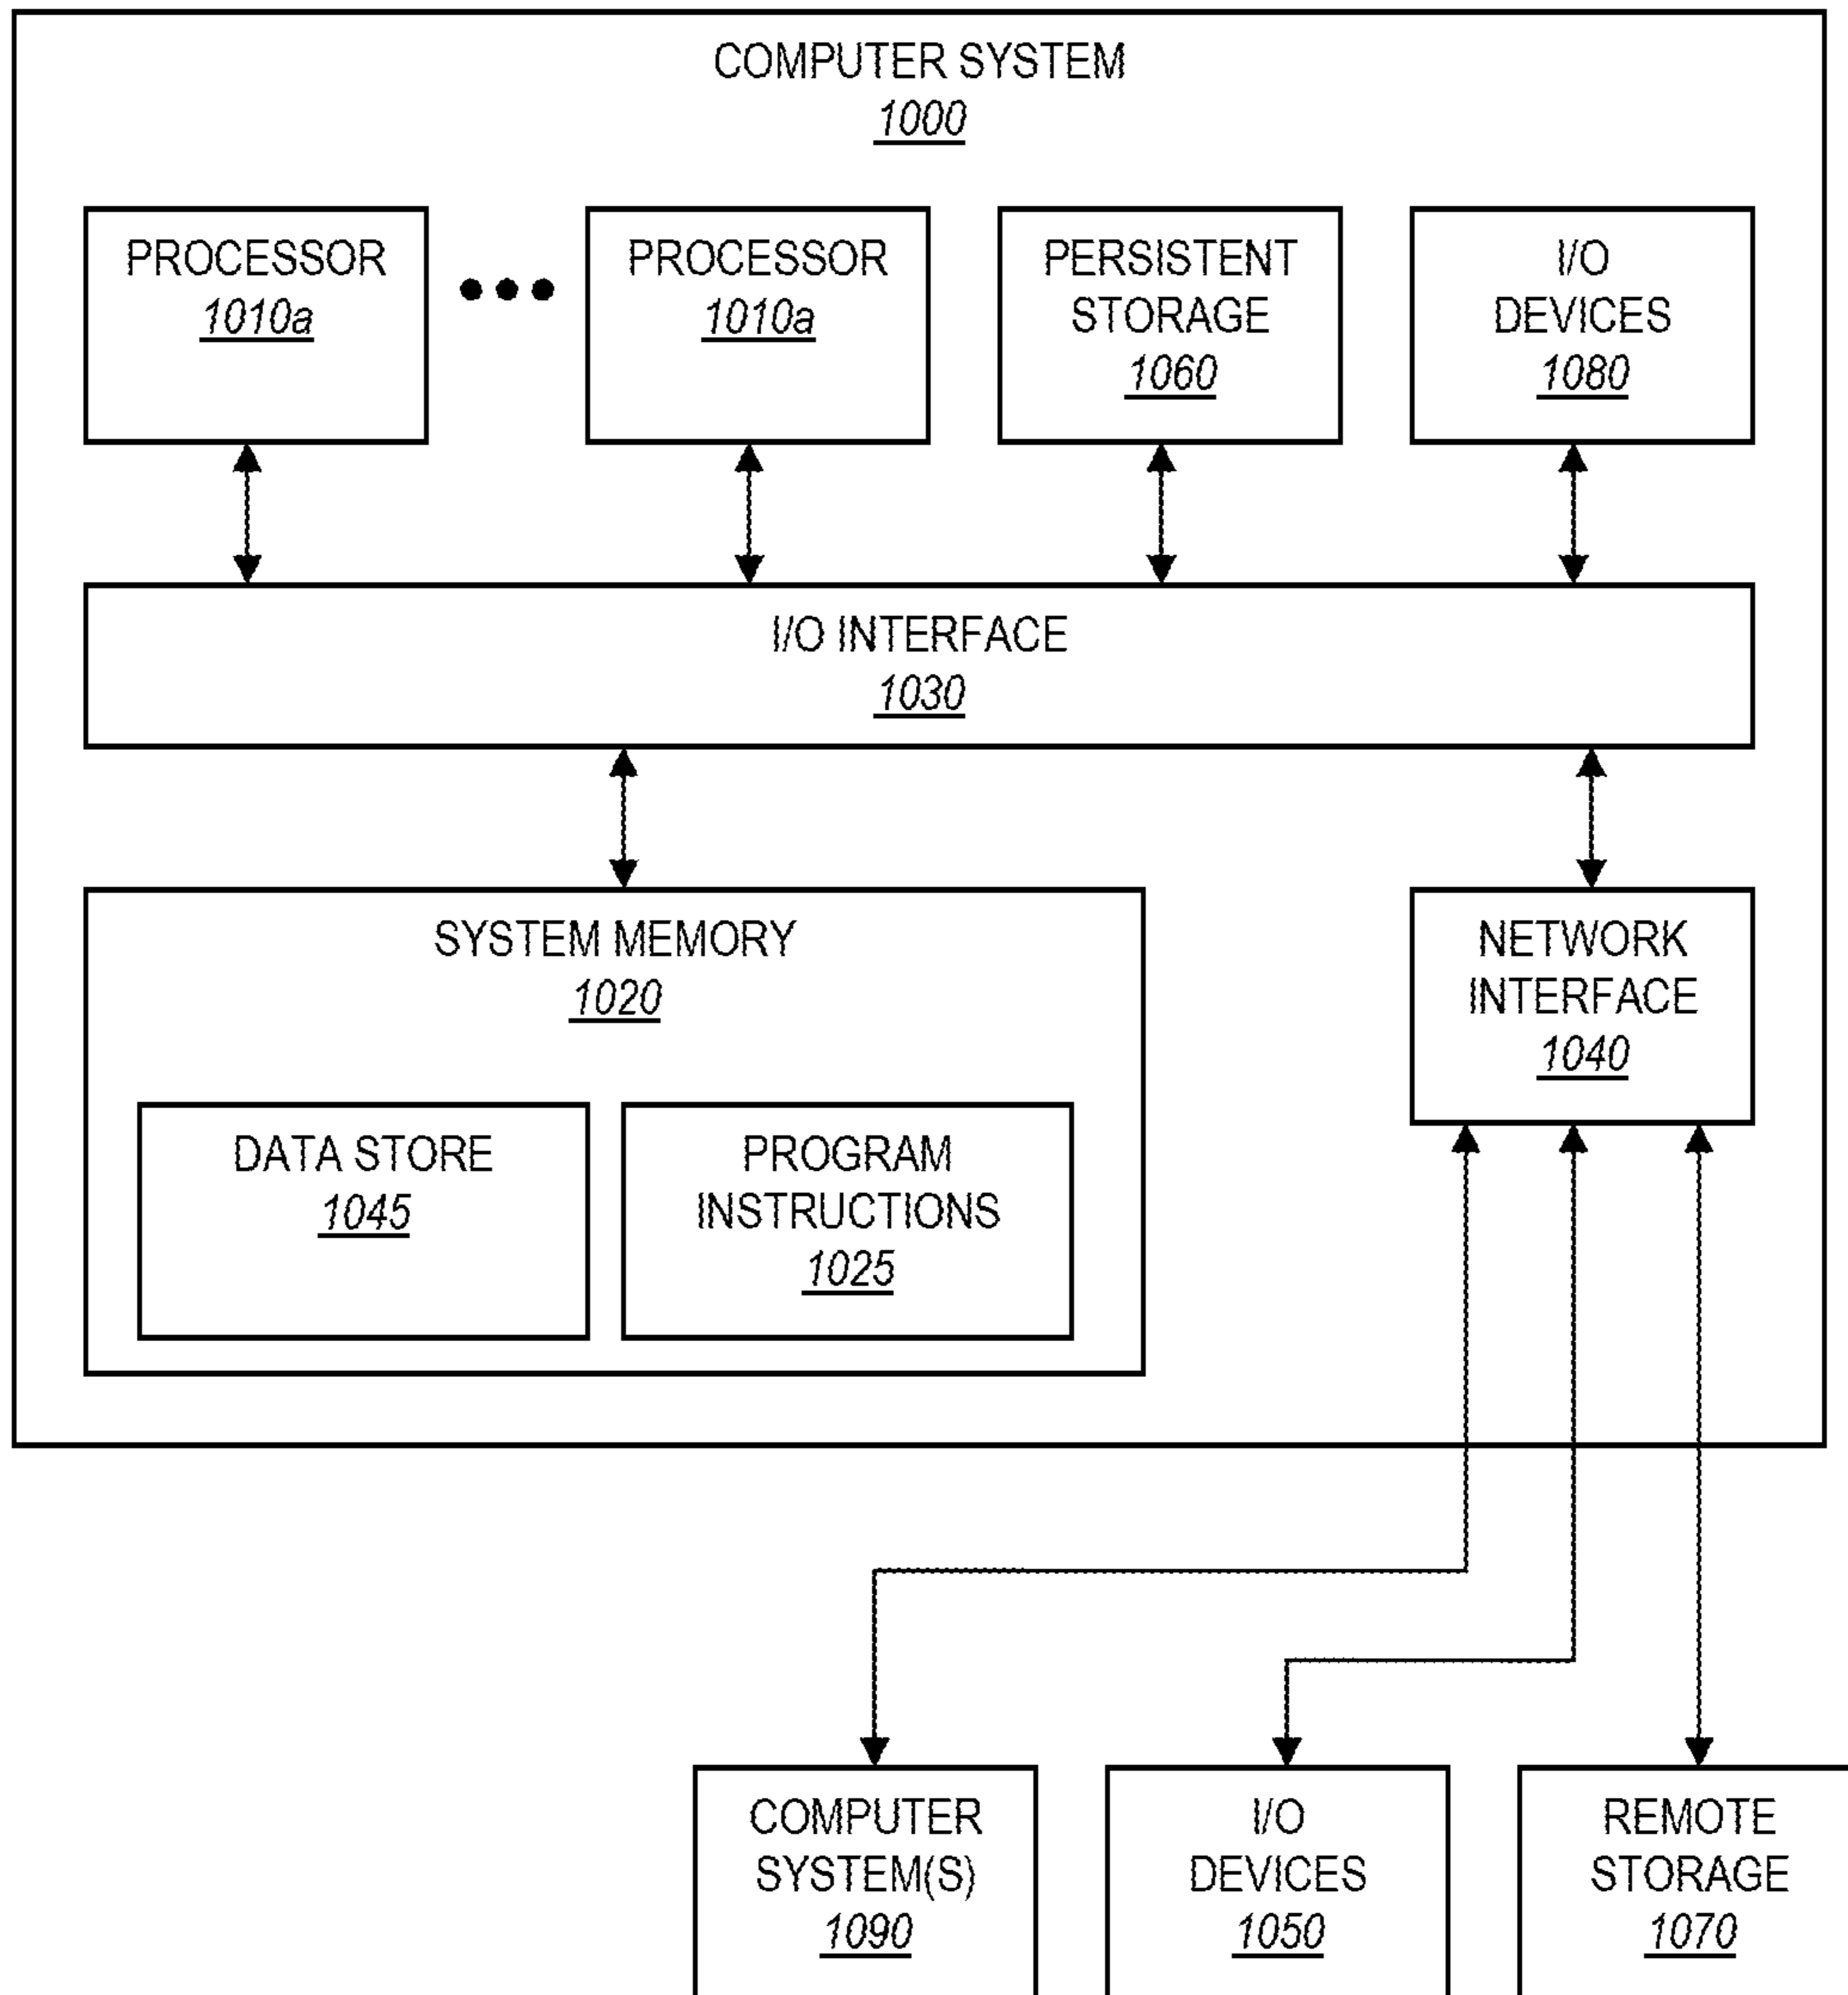 COMPUTER SYSTEM
1000
PROCESSOR
1010a
PROCESSOR
1010a
PERSISTENT
STORAGE
1060
I/O
DEVICES
1080
I/O INTERFACE
1030
SYSTEM MEMORY
1020
DATA STORE
1045
PROGRAM
INSTRUCTIONS
1025
NETWORK
INTERFACE
1040
COMPUTER
SYSTEM(S)
1090
I/O
DEVICES
1050
REMOTE
STORAGE
1070